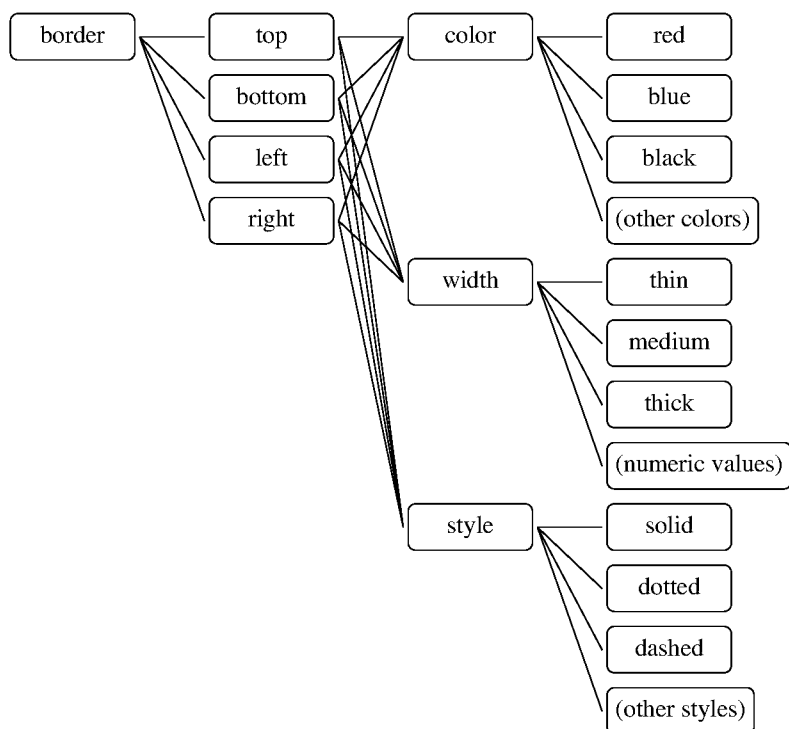 border
top
color
red
bottom
blue
left
black
right
(other colors)
width
thin
medium
thick
(numeric values)
style
solid
dotted
dashed
(other styles)